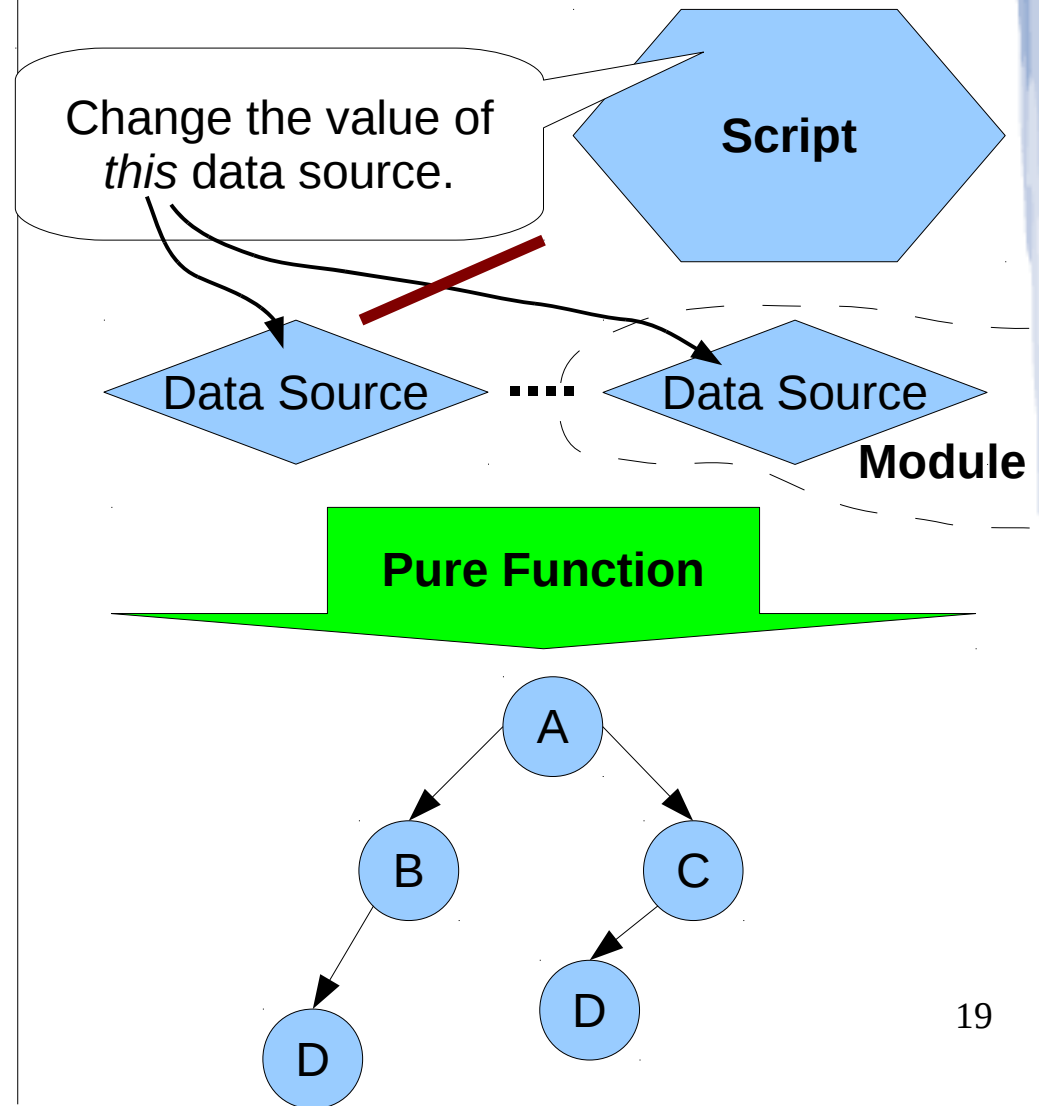 Change the value of
this data source.
Script
Data Source
Data Source
Module
Pure Function
A
B
C
D
D
19